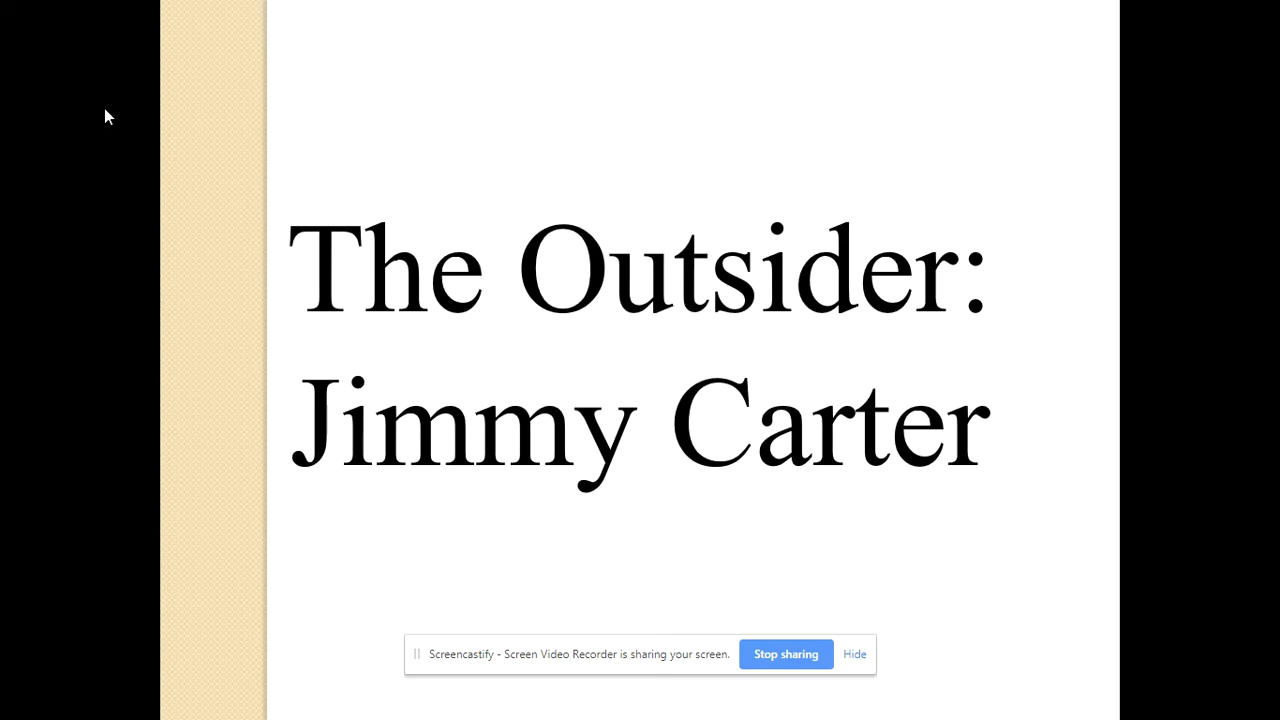 The Outsider:
Jimmy Carter
Screencastify - Screen Video Recorder is sharing your screen. Stop sharing Hide